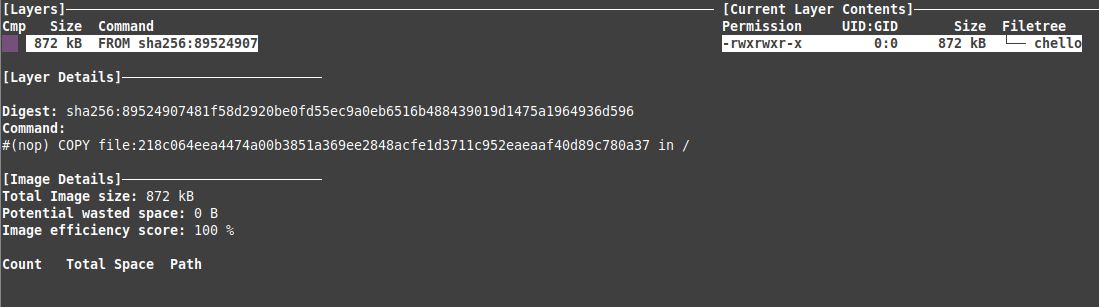 [Layers]
Cmp Size Command
872 kB FROM sha256:89524907
[Layer Details]
Digest: sha256:89524907481f58d2920be0fd55ec9a0eb6516b488439019d1475a1964936d596
Command:
#(nop) COPY file:218c064eea4474a00b3851a369ee2848acfe1d3711c952eaeaaf40d89c780a37 in /
[Image Details]
Total Image size: 872 kB
Potential wasted space: 0 B
Image efficiency score: 100 %
Count Total Space Path
[Current Layer Contents]
Permission UID:GID Size Filetree
-rwxrwxr-x 0:0 872 kB └── chello